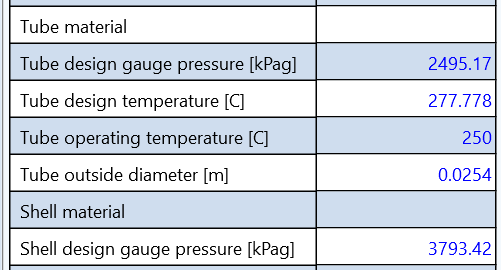 Tube material
Tube design gauge pressure [kPag] 2495.17
Tube design temperature [C] 277.778
Tube operating temperature [C] 250
Tube outside diameter [m] 0.0254
Shell material
Shell design gauge pressure [kPag] 3793.42